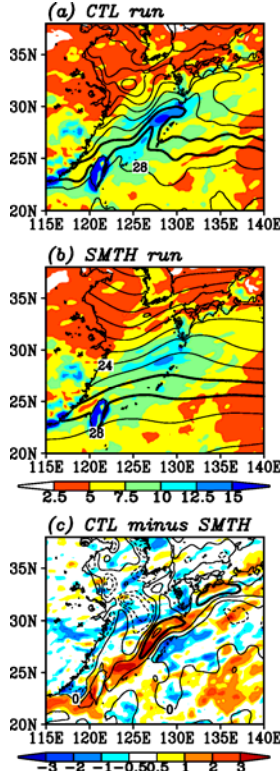 (a) CTL run
35N
30N
25N
20N
28
115E 120E 125E 130E 135E 140E
(b) SMTH run
35N
30N
25N
20N
24
28
115E 120E 125E 130E 135E 140E
2.5 5 7.5 10 12.5 15
(c) CTL minus SMTH
35N
30N
25N
20N
0
0
0
115E 120E 125E 130E 135E 140E
-3 -2 -1 -0.5 0.5 1 2 3